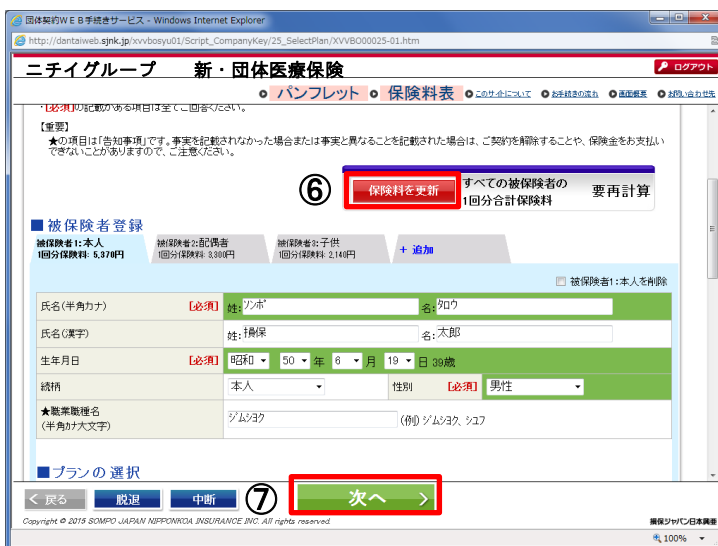 団体契約ＷＥＢ手続きサービス - Windows Internet Explorer
http://dantaiweb.sjnk.jp/xvvbosyu01/Script_CompanyKey/25_SelectPlan/XVVBO00025-01.htm
ニチイグループ　新・団体医療保険
ログアウト
パンフレット 保険料表 このサイトについて お手続きの流れ 画面概要 お問い合わせ先
・【必須】の記載がある項目は全てご回答ください。
【重要】
★の項目は「告知事項」です。事実を記載されなかった場合または事実と異なることを記載された場合は、ご契約を解除することや、保険金をお支払い
できないことがありますので、ご注意ください。
⑥ 保険料を更新 すべての被保険者の 要再計算
1回分合計保険料
■被保険者登録
被保険者1:本人 被保険者2:配偶者 被保険者3:子供 + 追加
1回分保険料: 5,370円 1回分保険料: 3,300円 1回分保険料: 2,140円
被保険者1:本人を削除
氏名(半角カナ) 【必須】 姓: ｿﾝﾎﾟ 名: ﾀﾛｳ
氏名(漢字) 姓: 損保 名: 太郎
生年月日 【必須】 昭和 50 年 6 月 19 日 39歳
続柄 本人 性別 【必須】 男性
★職業職種名
(半角ｶﾅ大文字) ｼﾞﾑｼｮｸ (例) ｼﾞﾑｼｮｸ、ｼｭﾌ
■プランの選択
< 戻る 脱退 中断 ⑦ 次へ >
Copyright © 2015 SOMPO JAPAN NIPPONKOA INSURANCE INC. All rights reserved. 損保ジャパン日本興亜
100%